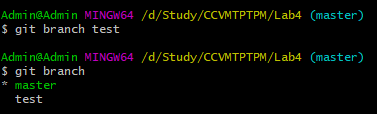 Admin@Admin MINGW64 /d/Study/CCVMTPTPM/Lab4 (master)
$ git branch test
Admin@Admin MINGW64 /d/Study/CCVMTPTPM/Lab4 (master)
$ git branch
* master
  test